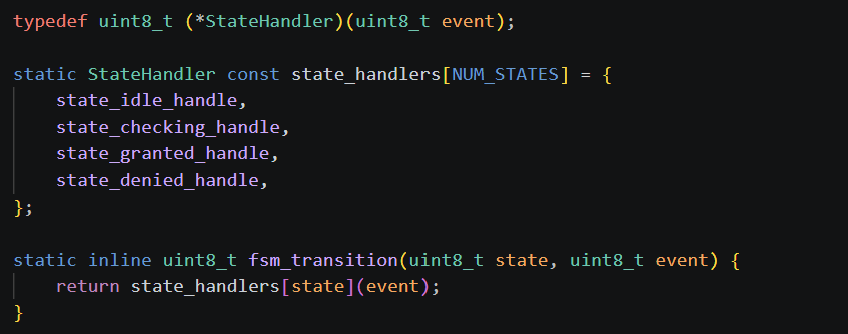 typedef uint8_t (*StateHandler)(uint8_t event);
static StateHandler const state_handlers[NUM_STATES] = {
    state_idle_handle,
    state_checking_handle,
    state_granted_handle,
    state_denied_handle,
};
static inline uint8_t fsm_transition(uint8_t state, uint8_t event) {
    return state_handlers[state](event);
}